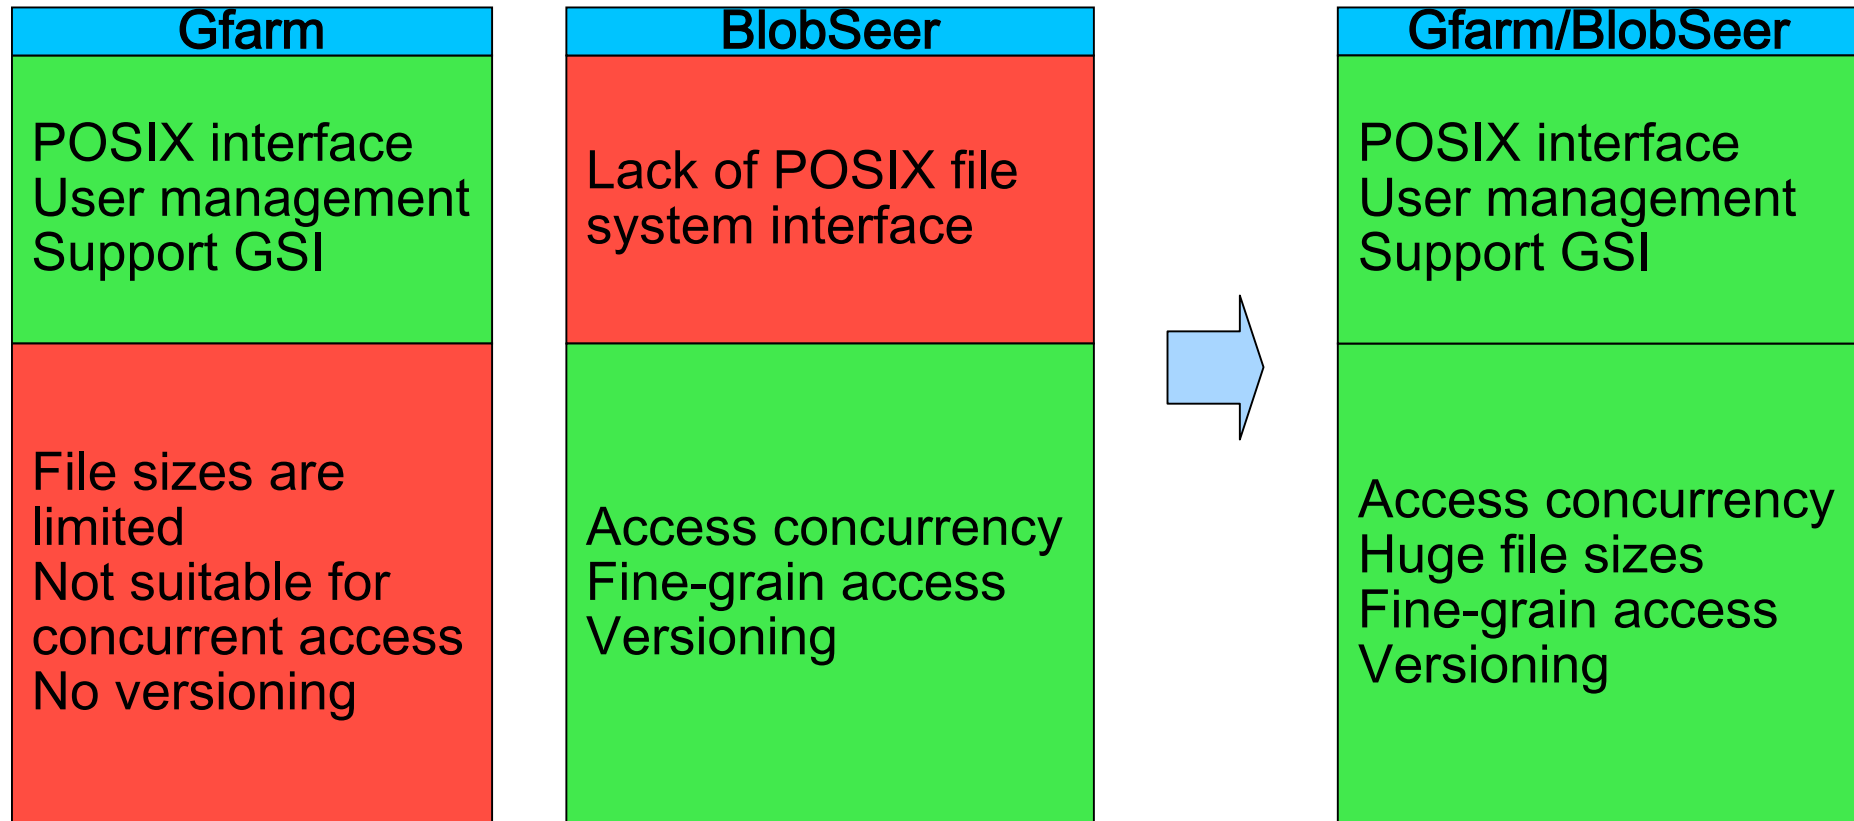 Gfarm
POSIX interface
User management
Support GSI
File sizes are
limited
Not suitable for
concurrent access
No versioning
BlobSeer
Lack of POSIX file
system interface
Access concurrency
Fine-grain access
Versioning
Gfarm/BlobSeer
POSIX interface
User management
Support GSI
Access concurrency
Huge file sizes
Fine-grain access
Versioning